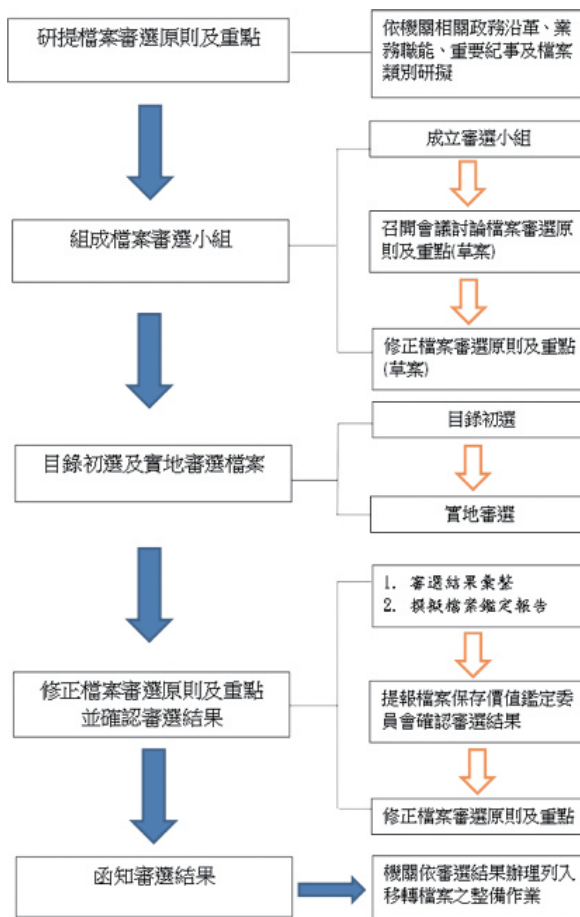 研提檔案審選原則及重點
依機關相關政務沿革、業
務職能、重要紀事及檔案
類別研擬
成立審選小組
組成檔案審選小組
召開會議討論檔案審選原
則及重點(草案)
修正檔案審選原則及重點
(草案)
目錄初選及實地審選檔案
目錄初選
實地審選
1. 審選結果彙整
2. 模擬檔案鑑定報告
修正檔案審選原則及重點
並確認審選結果
提報檔案保存價值鑑定委
員會確認審選結果
修正檔案審選原則及重點
函知審選結果
機關依審選結果辦理列入
移轉檔案之整備作業